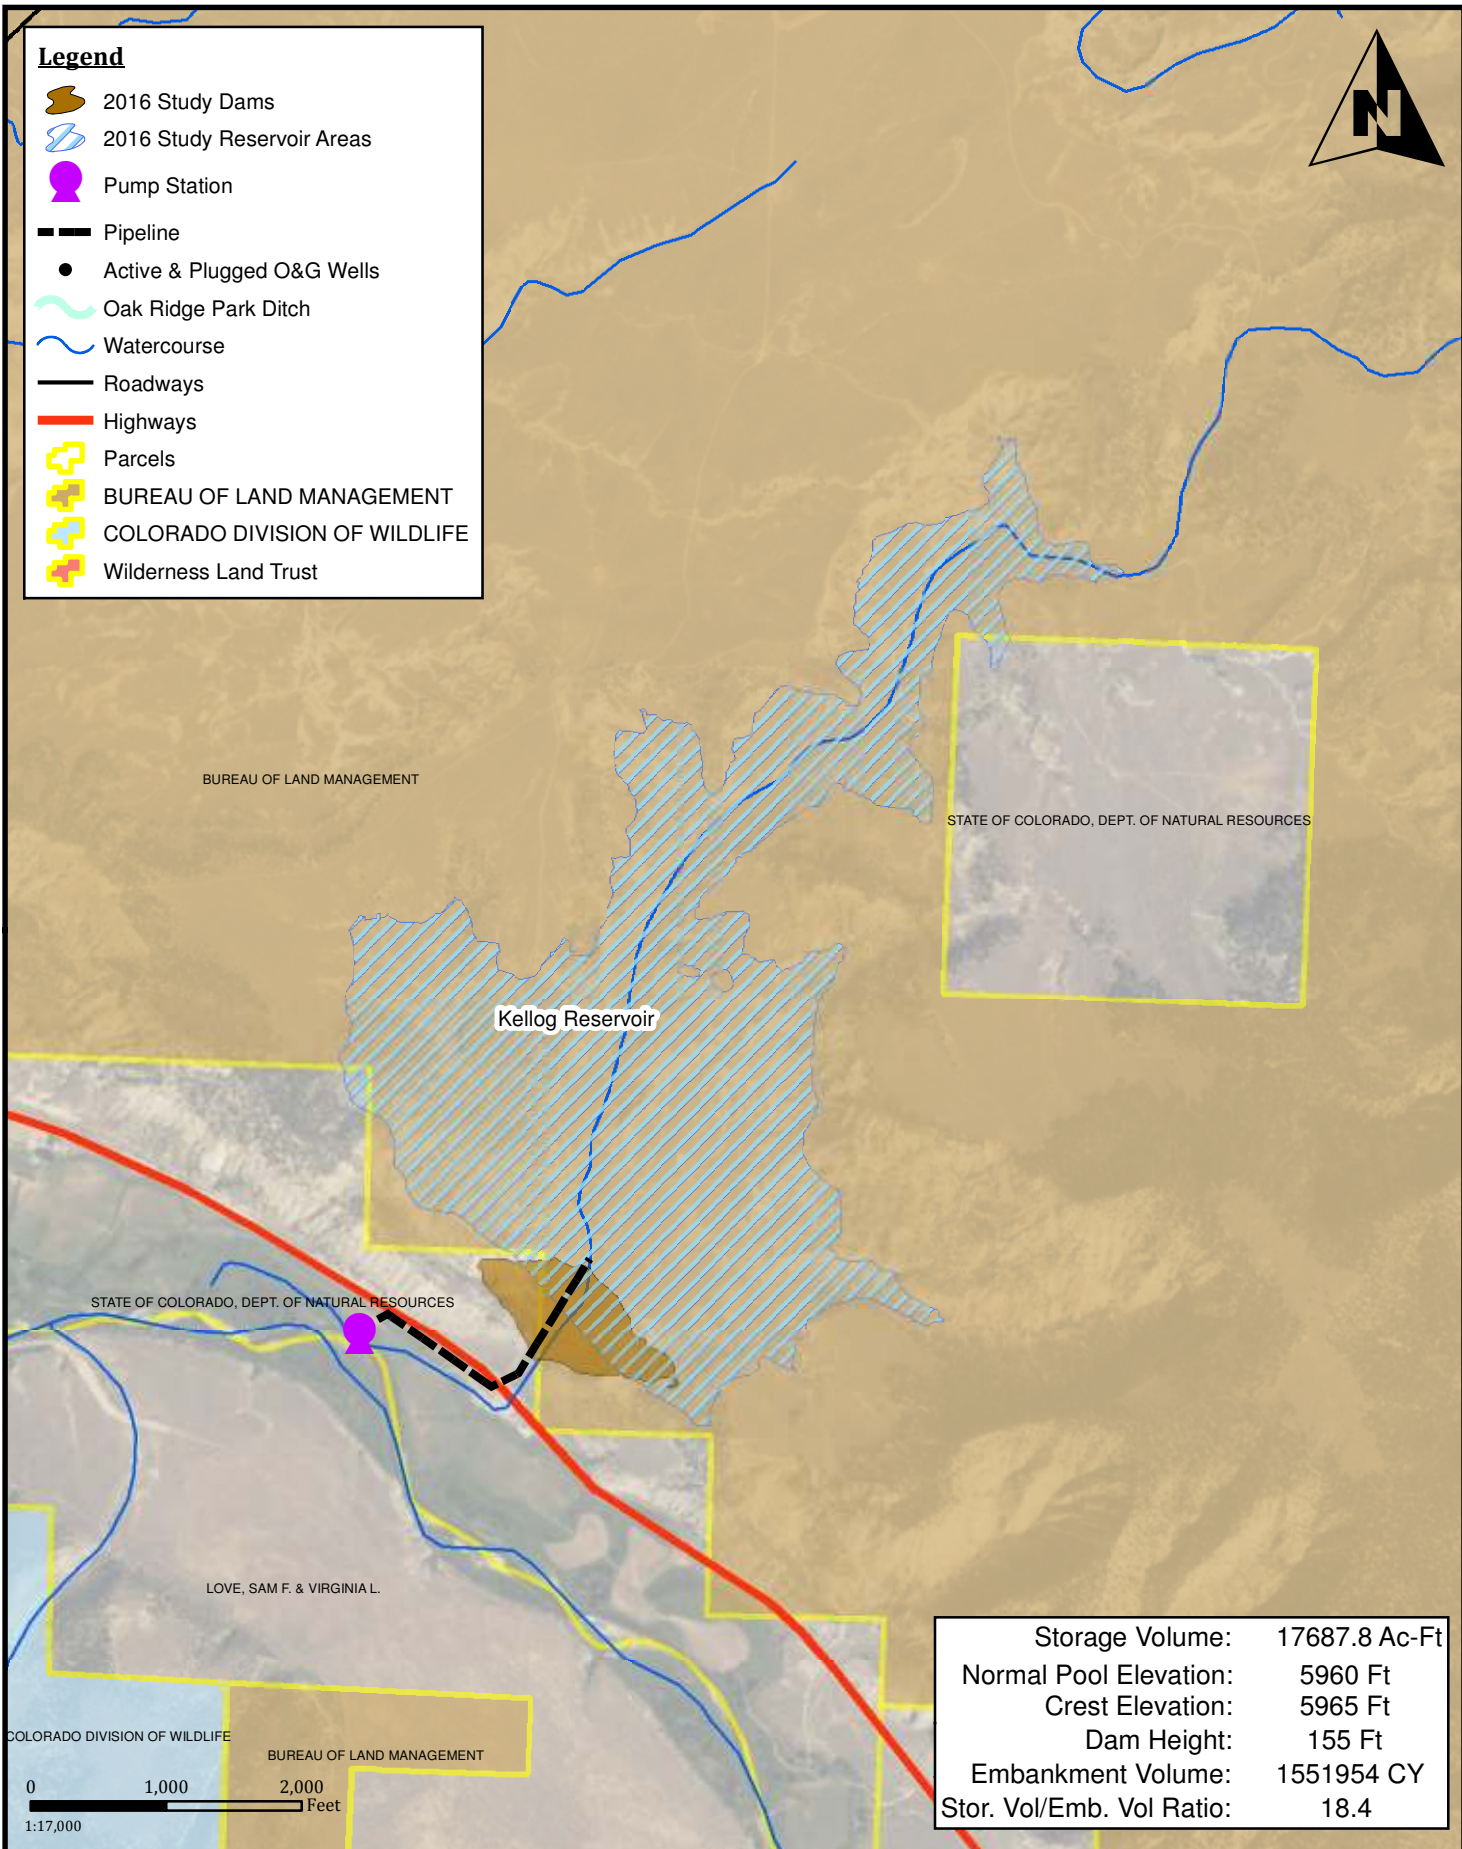 Legend
2016 Study Dams
2016 Study Reservoir Areas
Pump Station
Pipeline
Active & Plugged O&G Wells
Oak Ridge Park Ditch
Watercourse
Roadways
Highways
Parcels
BUREAU OF LAND MANAGEMENT
COLORADO DIVISION OF WILDLIFE
Wilderness Land Trust
N
BUREAU OF LAND MANAGEMENT
STATE OF COLORADO, DEPT. OF NATURAL RESOURCES
Kellog Reservoir
STATE OF COLORADO, DEPT. OF NATURAL RESOURCES
LOVE, SAM F. & VIRGINIA L.
COLORADO DIVISION OF WILDLIFE
BUREAU OF LAND MANAGEMENT
0 1,000 2,000
Feet
1:17,000
Storage Volume: 17687.8 Ac-Ft
Normal Pool Elevation: 5960 Ft
Crest Elevation: 5965 Ft
Dam Height: 155 Ft
Embankment Volume: 1551954 CY
Stor. Vol/Emb. Vol Ratio: 18.4